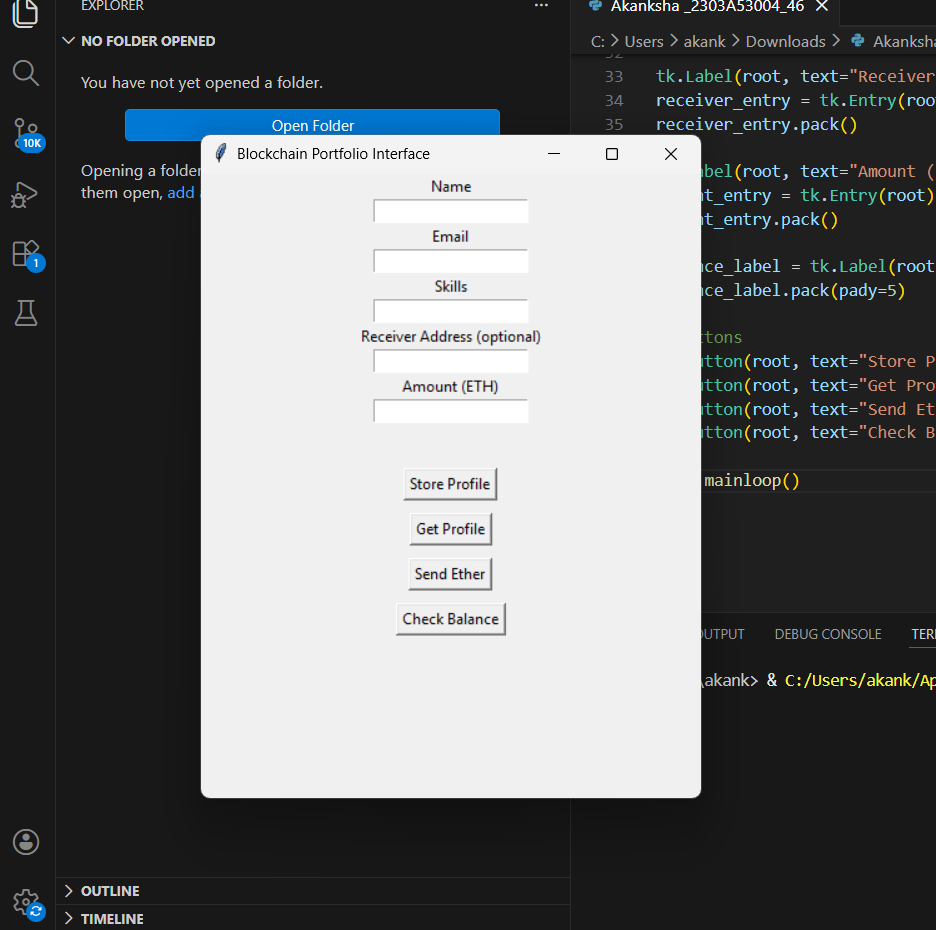 EXPLORER
...
NO FOLDER OPENED
You have not yet opened a folder.
Open Folder
Opening a folder
them open, add
10K
1
OUTLINE
TIMELINE
Akanksha _2303A53004_46
C: > Users > akank > Downloads > Akanksha
33 tk.Label(root, text="Receiver
34 receiver_entry = tk.Entry(roo
35 receiver_entry.pack()
bel(root, text="Amount (
t_entry = tk.Entry(root)
t_entry.pack()
ce_label = tk.Label(root
ce_label.pack(pady=5)
tons
tton(root, text="Store P
tton(root, text="Get Pro
tton(root, text="Send Et
tton(root, text="Check B
mainloop()
Blockchain Portfolio Interface
Name
Email
Skills
Receiver Address (optional)
Amount (ETH)
Store Profile
Get Profile
Send Ether
Check Balance
UTPUT DEBUG CONSOLE TER
\akank> & C:/Users/akank/Ap